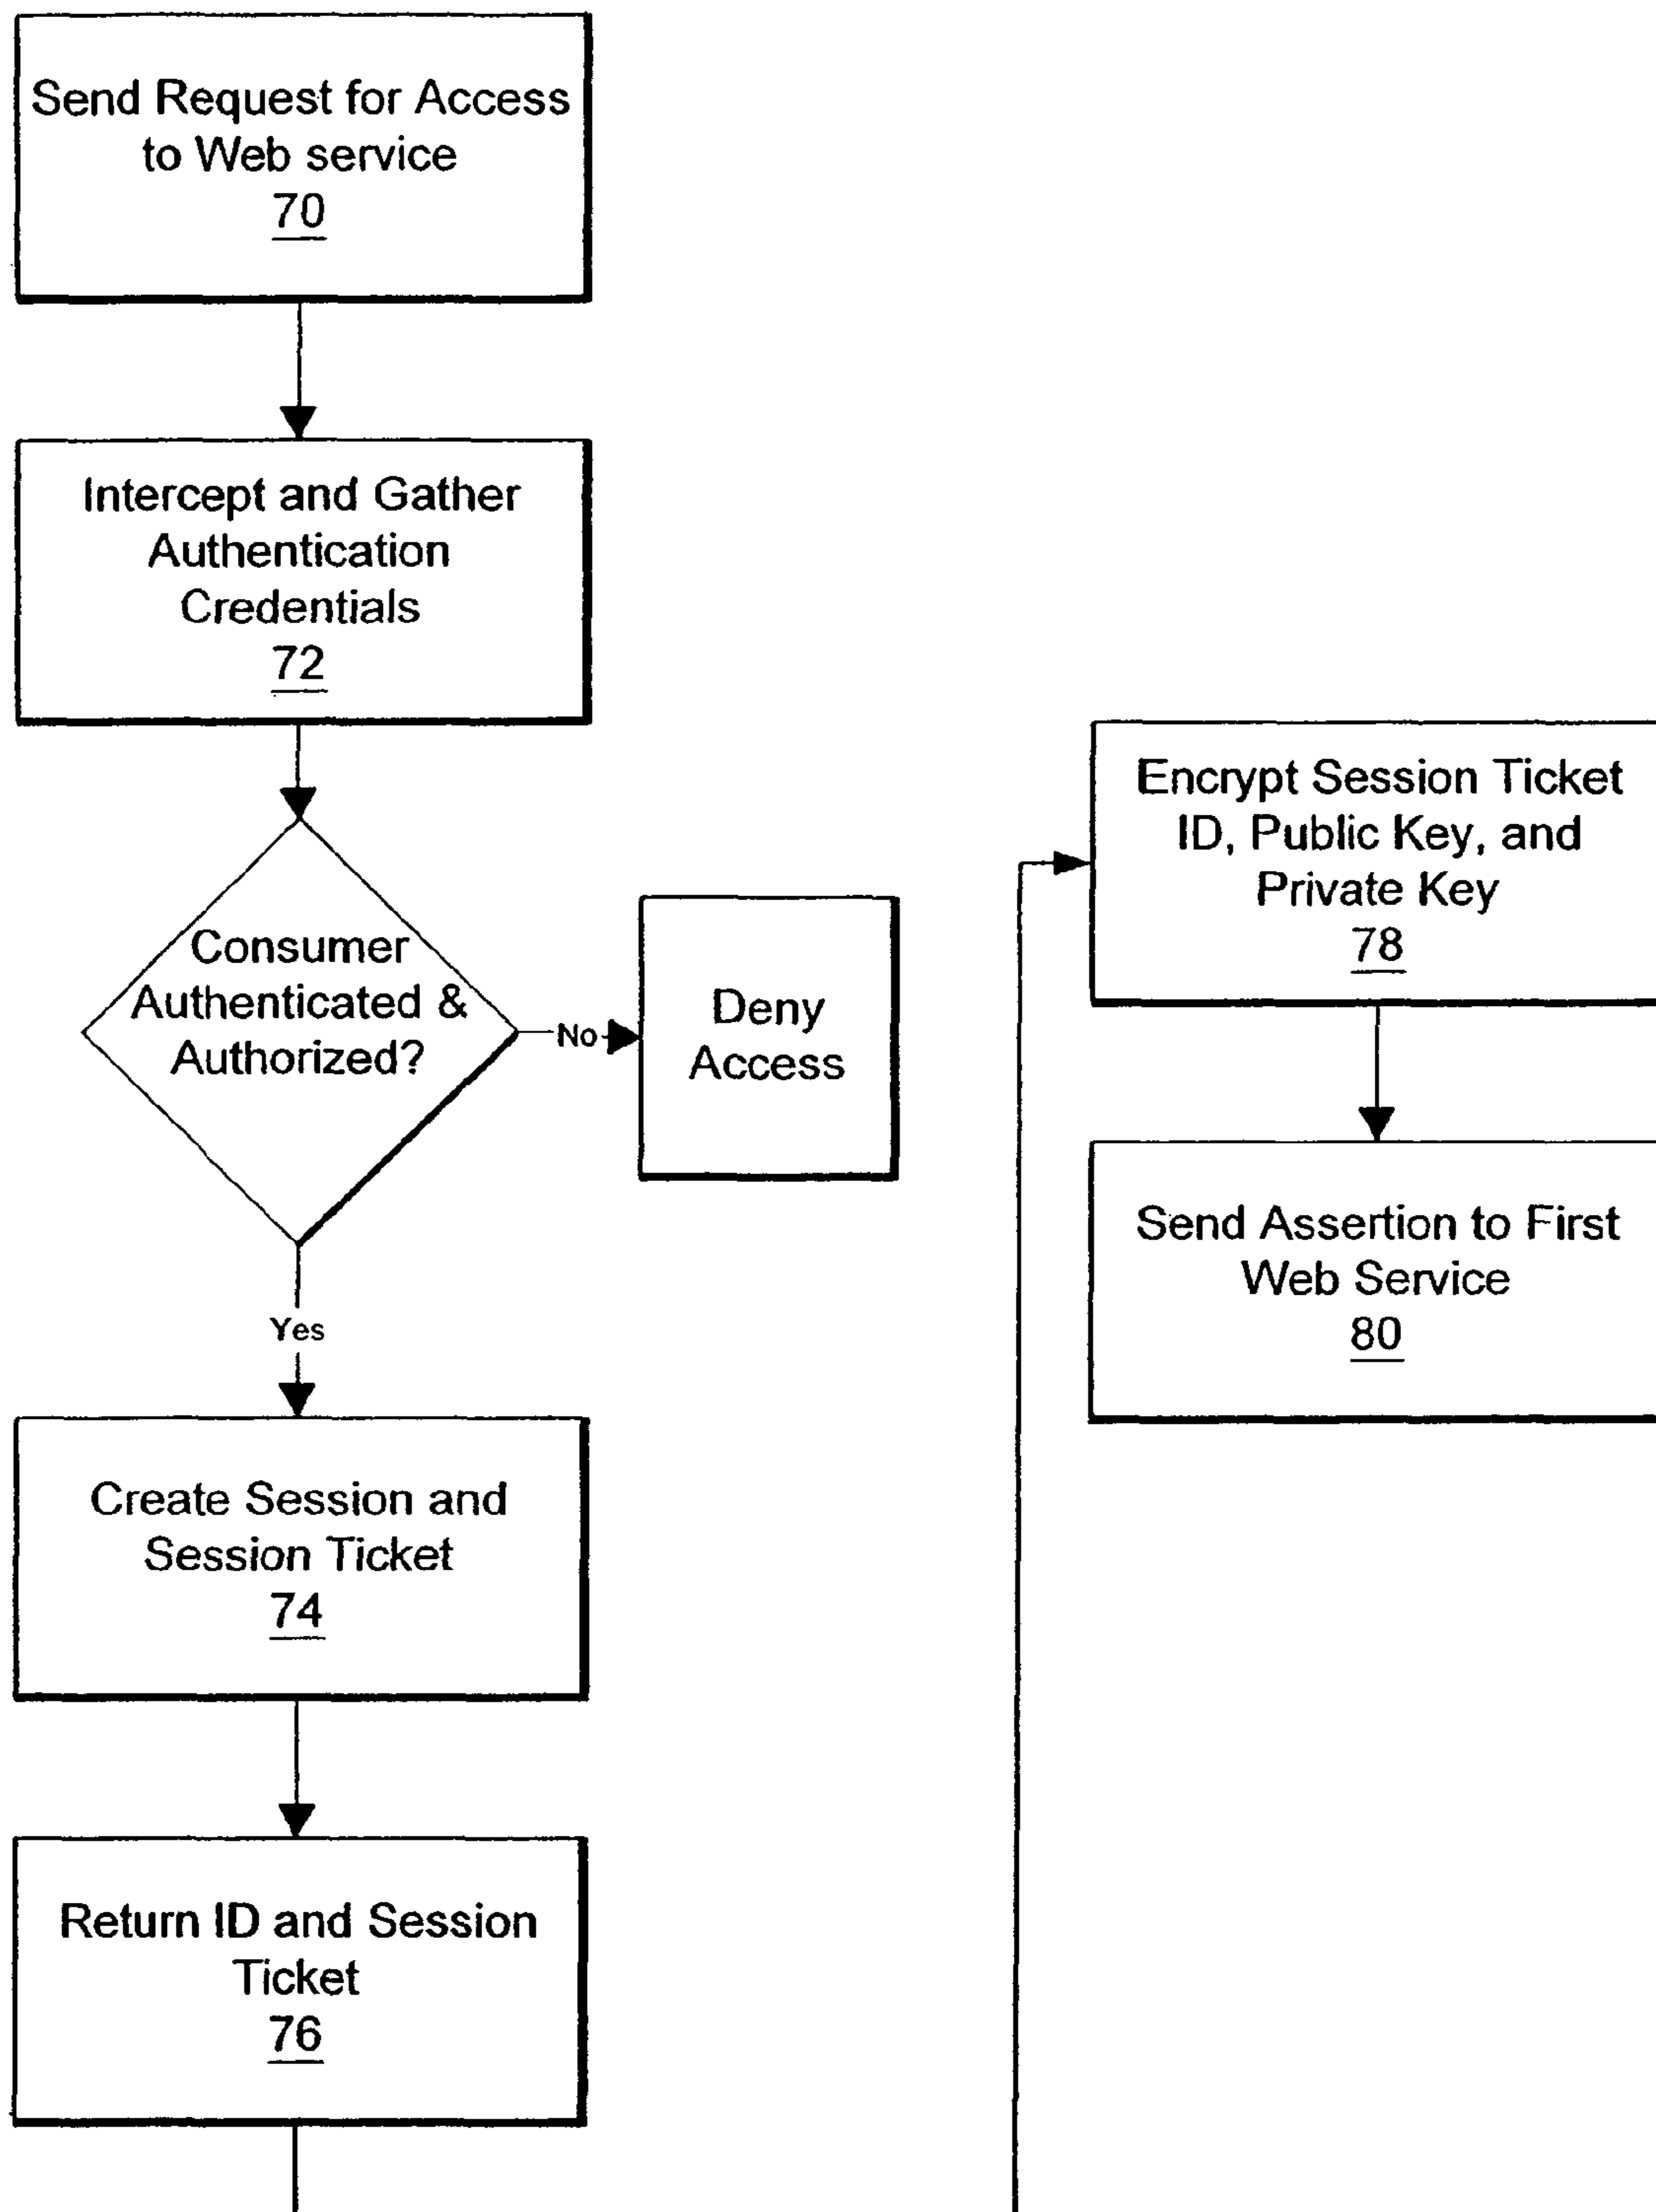 Send Request for Access
to Web service
70
Intercept and Gather
Authentication
Credentials
72
Consumer
Authenticated &
Authorized?
No
Deny
Access
Yes
Create Session and
Session Ticket
74
Return ID and Session
Ticket
76
Encrypt Session Ticket
ID, Public Key, and
Private Key
78
Send Assertion to First
Web Service
80